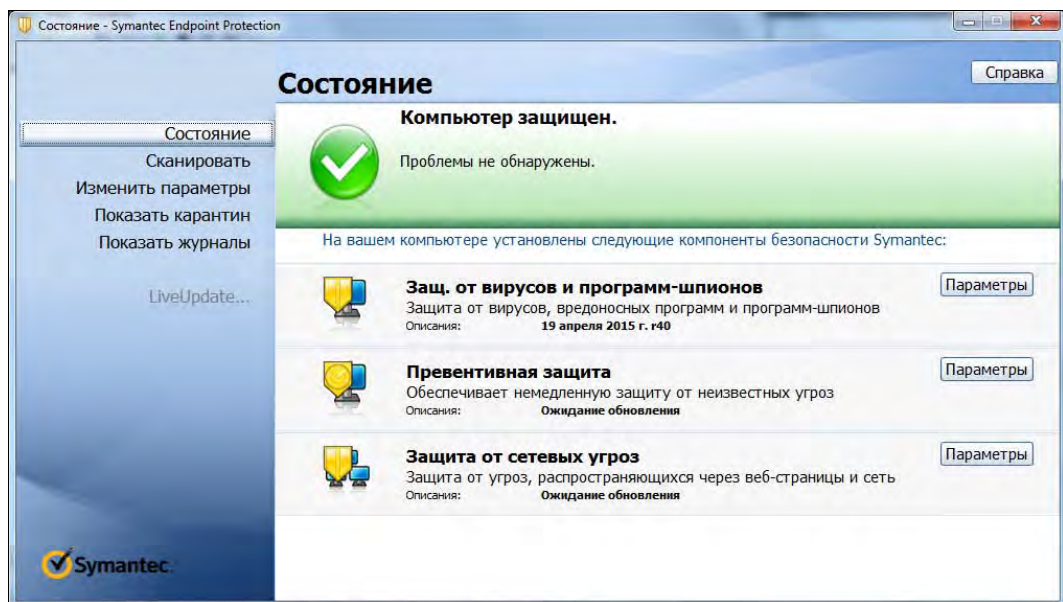 Состояние - Symantec Endpoint Protection
Состояние
Справка
Состояние
Сканировать
Изменить параметры
Показать карантин
Показать журналы
LiveUpdate...
Компьютер защищен.
Проблемы не обнаружены.
На вашем компьютере установлены следующие компоненты безопасности Symantec:
Защ. от вирусов и программ-шпионов
Параметры
Защита от вирусов, вредоносных программ и программ-шпионов
Описания: 19 апреля 2015 г. r40
Превентивная защита
Параметры
Обеспечивает немедленную защиту от неизвестных угроз
Описания: Ожидание обновления
Защита от сетевых угроз
Параметры
Защита от угроз, распространяющихся через веб-страницы и сеть
Описания: Ожидание обновления
Symantec.